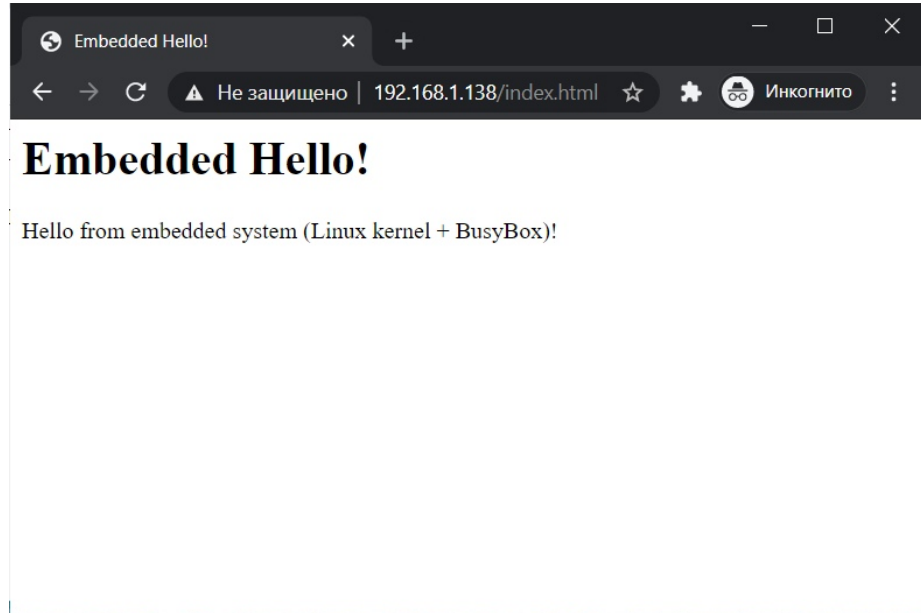 Embedded Hello!
Не защищено | 192.168.1.138/index.html
Инкогнито
Embedded Hello!
Hello from embedded system (Linux kernel + BusyBox)!